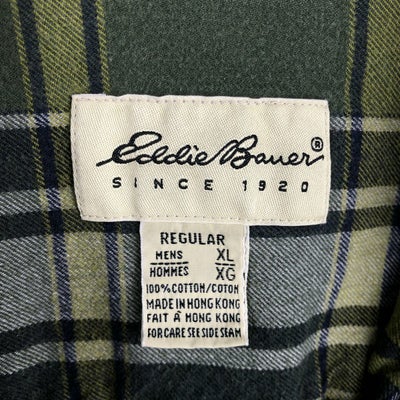 Eddie Bauer®
SINCE 1920
REGULAR
MENS XL
HOMMES XG
100% COTTON/COTON
MADE IN HONG KONG
FAIT À HONG KONG
FOR CARE SEE SIDE SEAM